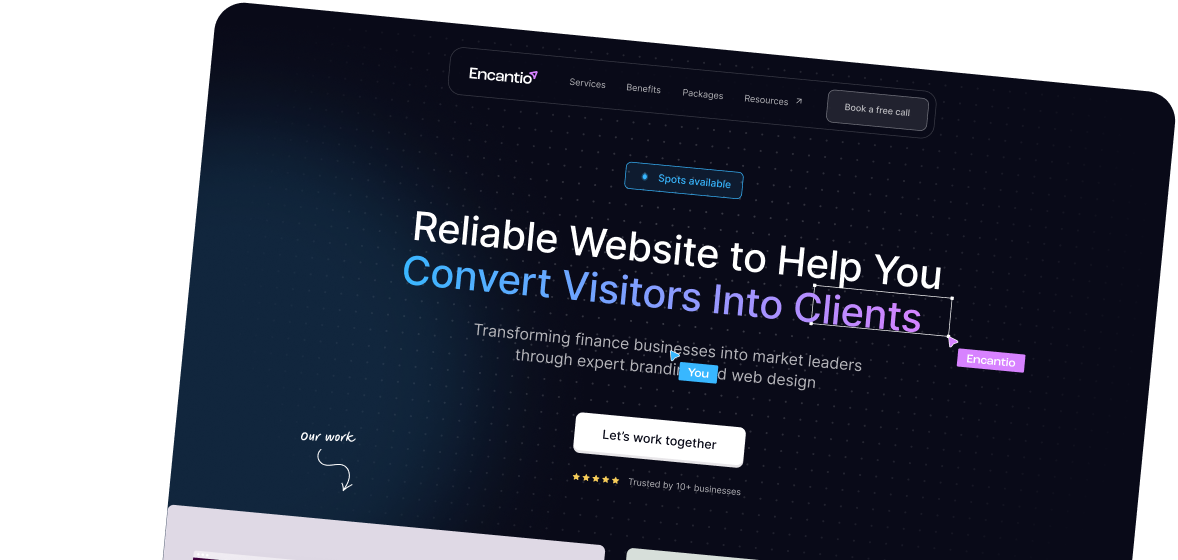 Encantio
Services
Benefits
Packages
Resources
Book a free call
Spots available
Reliable Website to Help You
Convert Visitors Into Clients
Encantio
Transforming finance businesses into market leaders
through expert brandi d web design
You
Let's work together
Trusted by 10+ businesses
Our work